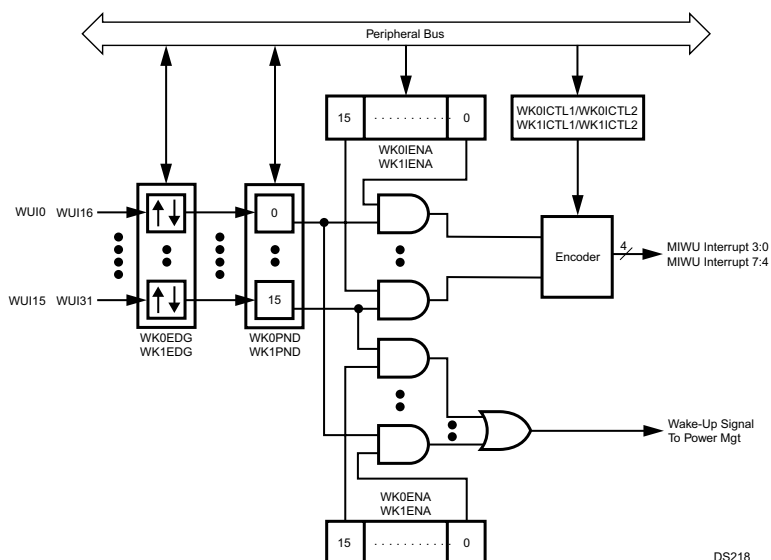 Peripheral Bus
15 . . . . . . . . . . . 0
WK0IENA
WK1IENA
WK0ICTL1/WK0ICTL2
WK1ICTL1/WK1ICTL2
WUI0 WUI16
0
WUI15 WUI31
15
WK0EDG
WK1EDG
WK0PND
WK1PND
Encoder
4
MIWU Interrupt 3:0
MIWU Interrupt 7:4
Wake-Up Signal
To Power Mgt
WK0ENA
WK1ENA
15 . . . . . . . . . . . 0
DS218